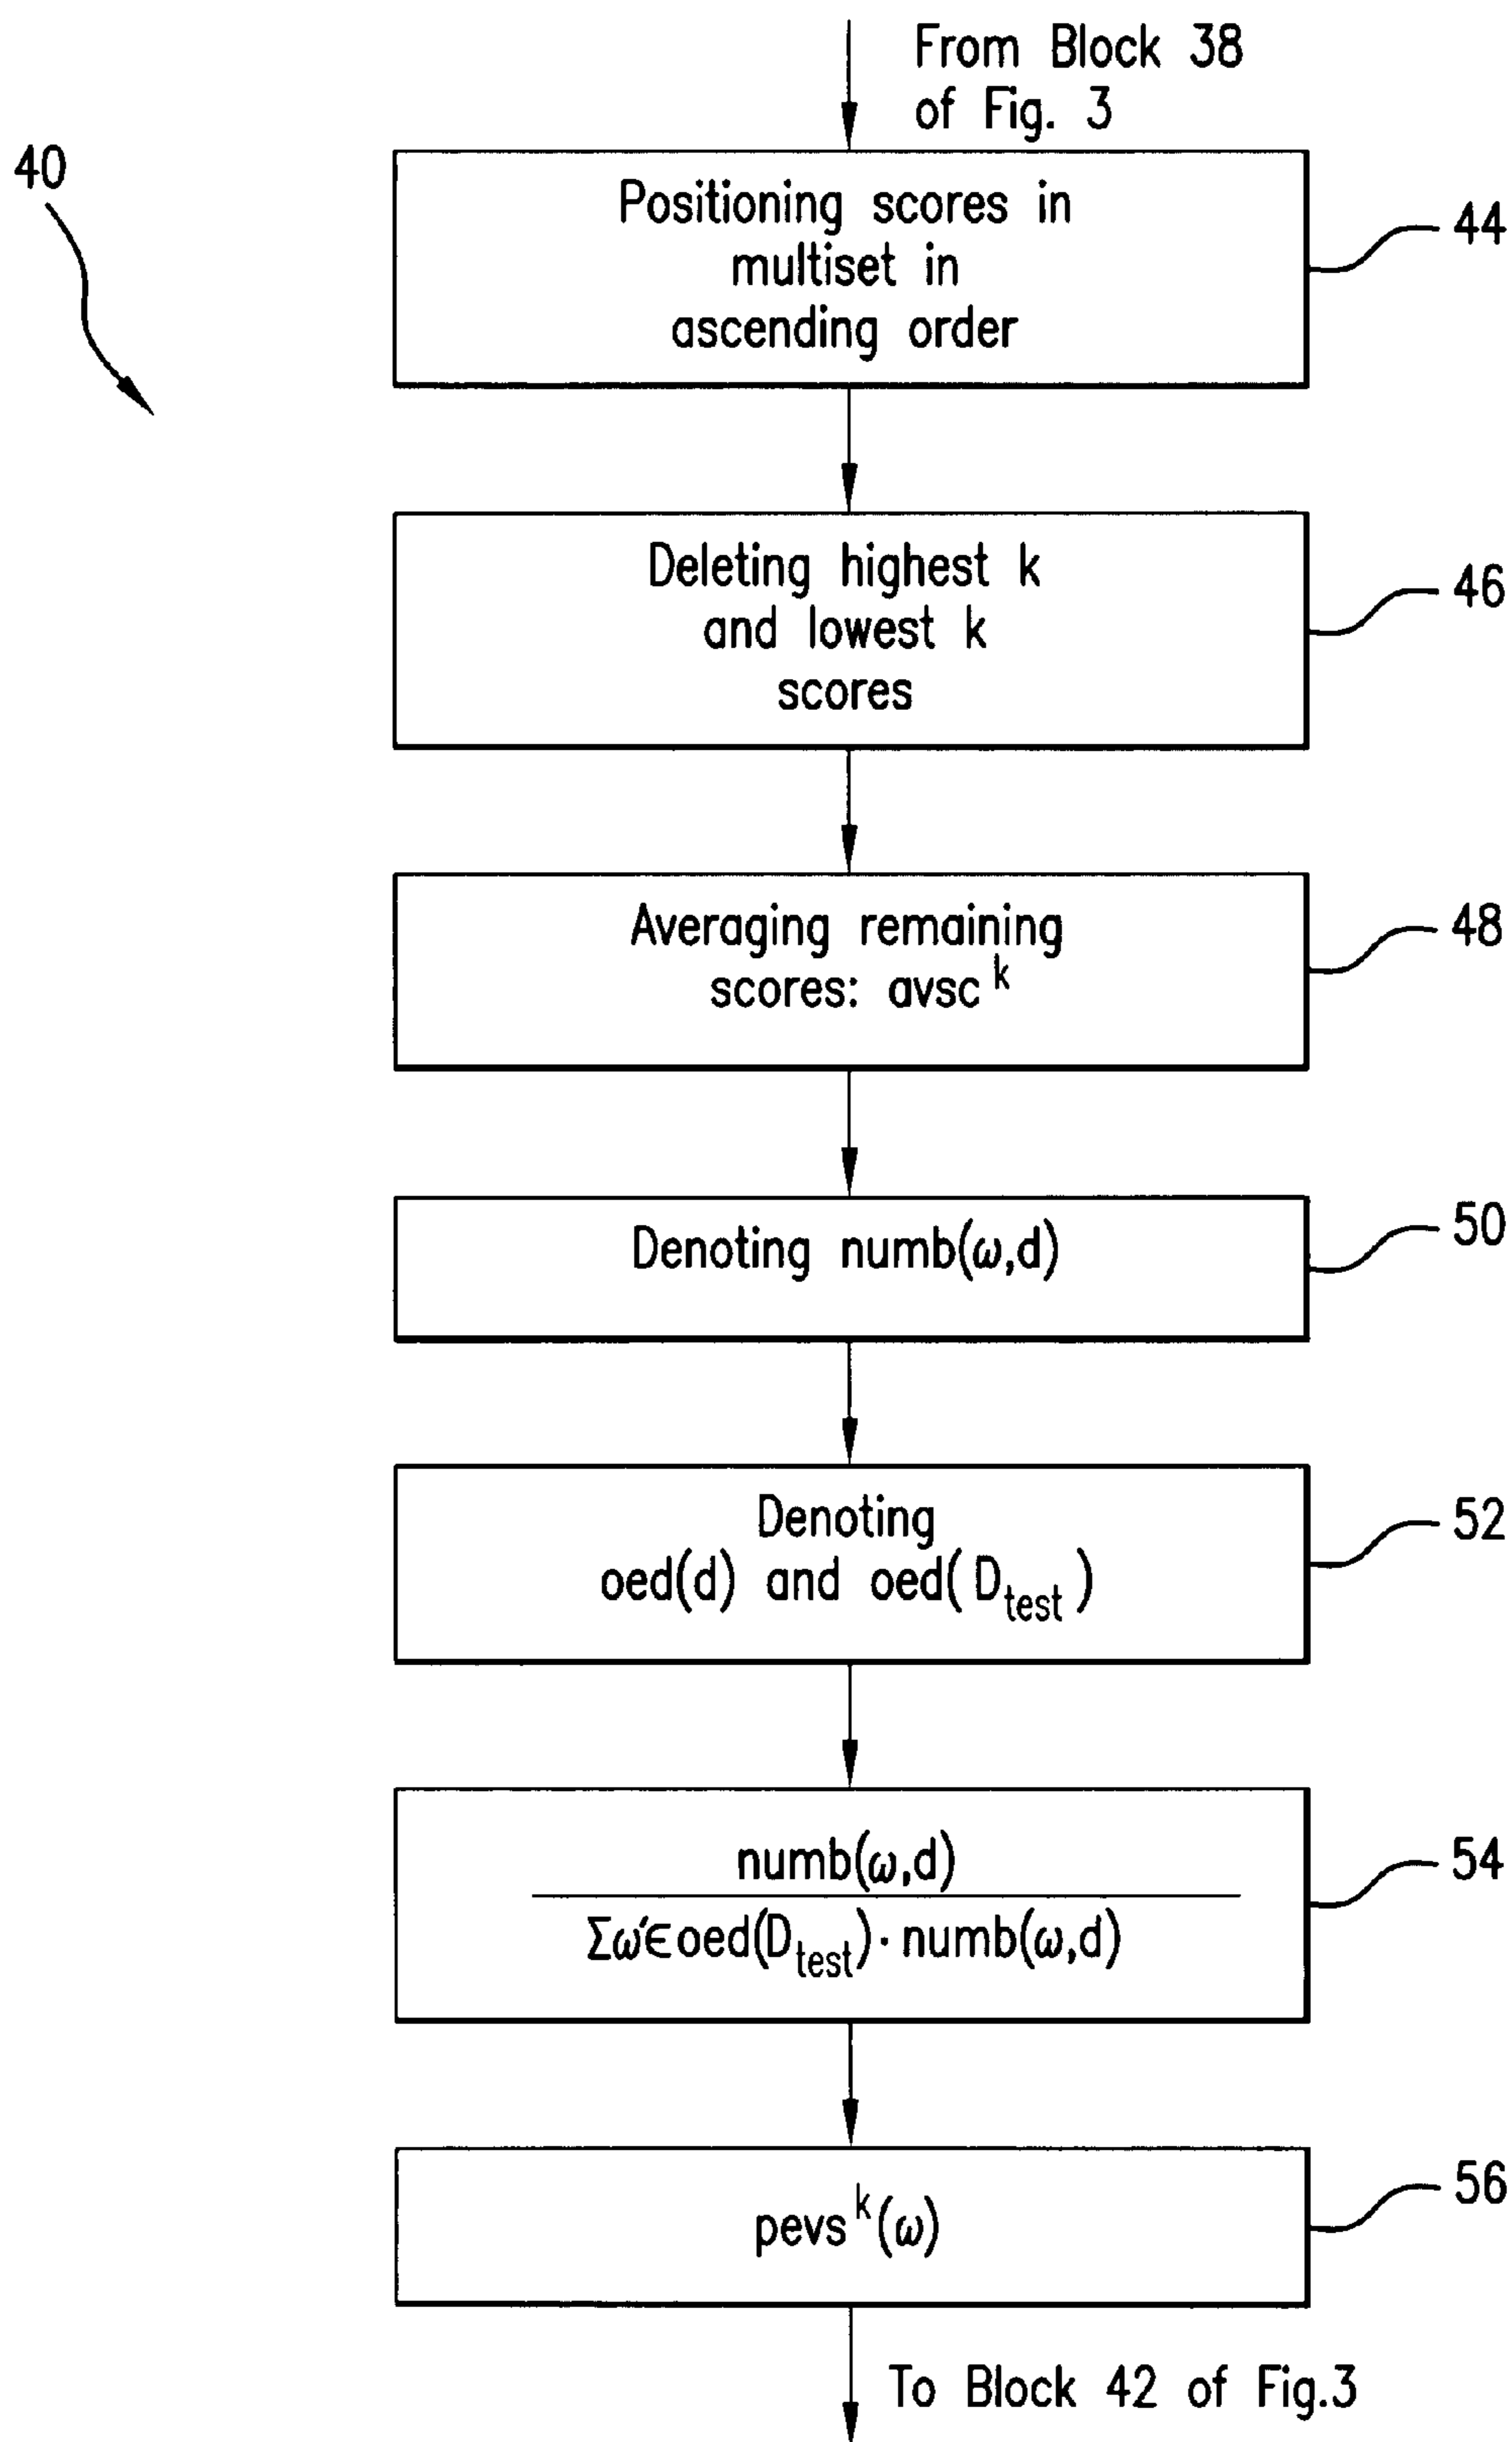 From Block 38
of Fig. 3
40
Positioning scores in
multiset in
ascending order
44
Deleting highest k
and lowest k
scores
46
Averaging remaining
scores: avsc^k
48
Denoting numb(ω,d)
50
Denoting
oed(d) and oed(D_test)
52
numb(ω,d)
Σω'∈oed(D_test)·numb(ω,d)
54
pevs^k(ω)
56
To Block 42 of Fig.3